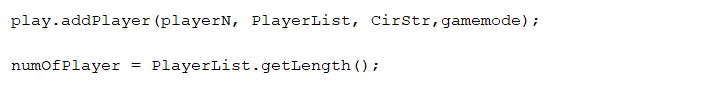 play.addPlayer(playerN, PlayerList, CirStr,gamemode);
numOfPlayer = PlayerList.getLength();